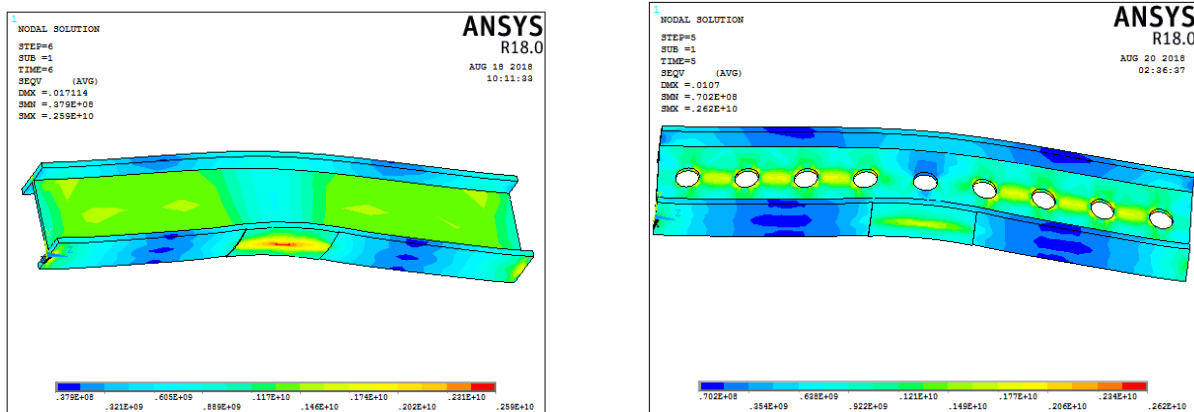 1
NODAL SOLUTION
STEP=6
SUB =1
TIME=6
SEQV (AVG)
DMX =.017114
SMN =.379E+08
SMX =.259E+10
ANSYS
R18.0
AUG 18 2018
10:11:33
Z
.379E+08 .605E+09 .117E+10 .174E+10 .231E+10
.321E+09 .889E+09 .146E+10 .202E+10 .259E+10
1
NODAL SOLUTION
STEP=5
SUB =1
TIME=5
SEQV (AVG)
DMX =.0107
SMN =.702E+08
SMX =.262E+10
ANSYS
R18.0
AUG 20 2018
02:36:37
Z
.702E+08 .638E+09 .121E+10 .177E+10 .234E+10
.354E+09 .922E+09 .149E+10 .206E+10 .262E+10